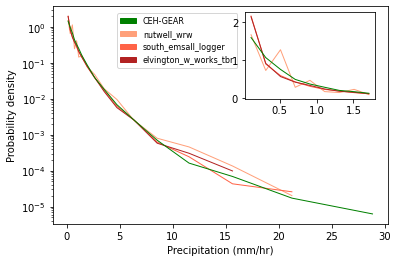 CEH-GEAR
nutwell_wrw
south_emsall_logger
elvington_w_works_tbr
2
1
0
0.5 1.0 1.5
10⁰
10⁻¹
10⁻²
10⁻³
10⁻⁴
10⁻⁵
Probability density
0 5 10 15 20 25 30
Precipitation (mm/hr)